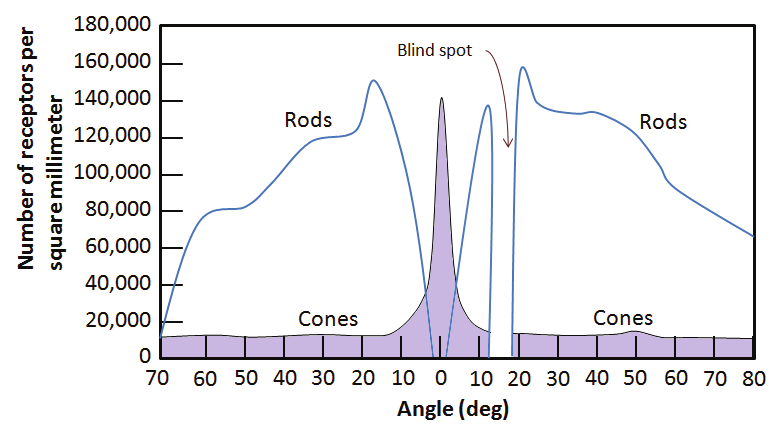 Number of receptors per
square millimeter
180,000
160,000
140,000
120,000
100,000
80,000
60,000
40,000
20,000
0
Blind spot
Rods
Rods
Cones
Cones
70 60 50 40 30 20 10 0 10 20 30 40 50 60 70 80
Angle (deg)